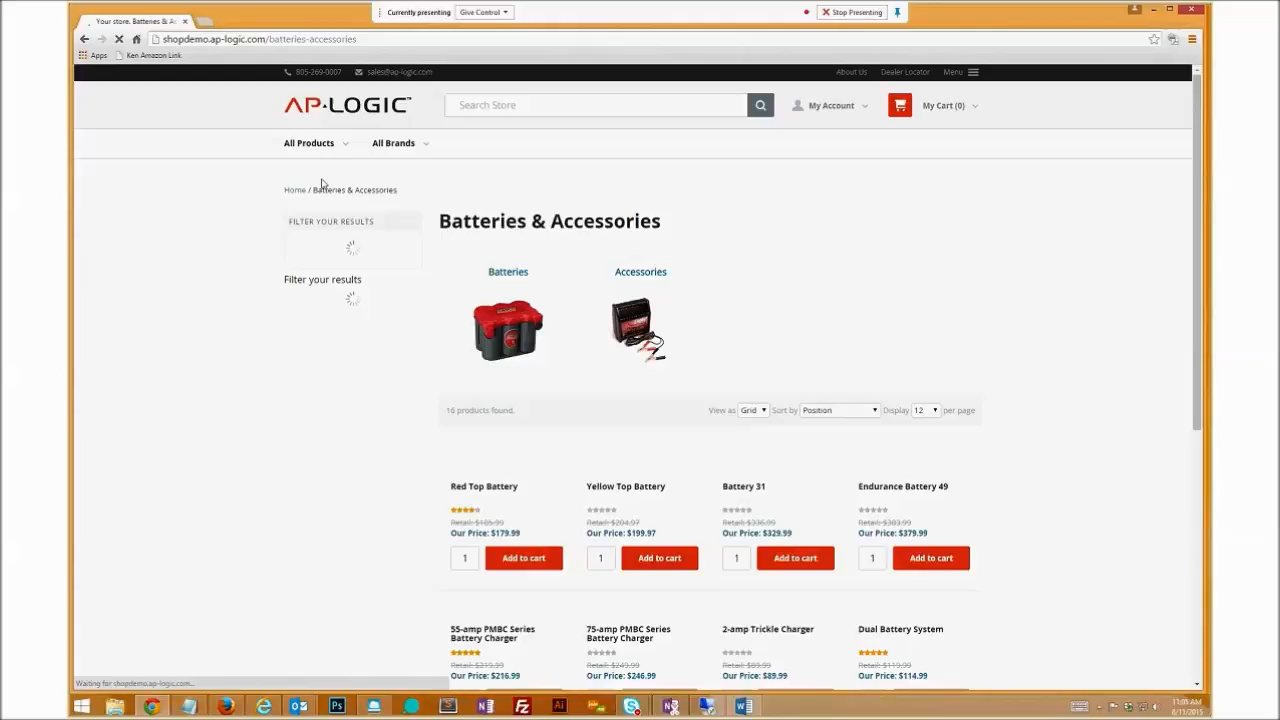 Currently presenting Give Control Stop Presenting
Your store. Batteries & Ac
shopdemo.ap-logic.com/batteries-accessories
Apps Ken Amazon Link
805-269-0007 sales@ap-logic.com About Us Dealer Locator Menu
AP·LOGIC™ Search Store My Account My Cart (0)
All Products All Brands
Home / Batteries & Accessories
FILTER YOUR RESULTS
Batteries & Accessories
Batteries Accessories
Filter your results
16 products found. View as Grid Sort by Position Display 12 per page
Red Top Battery Yellow Top Battery Battery 31 Endurance Battery 49
Retail: $185.99 Retail: $204.97 Retail: $336.99 Retail: $383.99
Our Price: $179.99 Our Price: $199.97 Our Price: $329.99 Our Price: $379.99
1 Add to cart 1 Add to cart 1 Add to cart 1 Add to cart
55-amp PMBC Series 75-amp PMBC Series 2-amp Trickle Charger Dual Battery System
Battery Charger Battery Charger
Retail: $219.99 Retail: $249.99 Retail: $89.99 Retail: $119.99
Our Price: $216.99 Our Price: $246.99 Our Price: $89.99 Our Price: $114.99
Waiting for shopdemo.ap-logic.com...
11:05 AM
8/11/2015